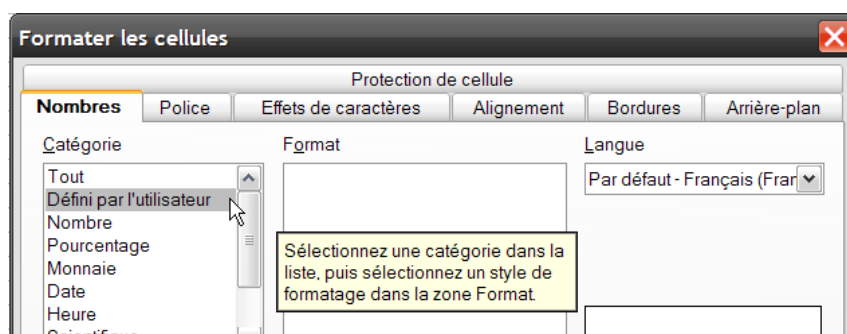 Formater les cellules
Protection de cellule
Nombres Police Effets de caractères Alignement Bordures Arrière-plan
Catégorie Format Langue
Tout
Défini par l'utilisateur
Nombre
Pourcentage
Monnaie
Date
Heure
Par défaut - Français (Fran
Sélectionnez une catégorie dans la
liste, puis sélectionnez un style de
formatage dans la zone Format.